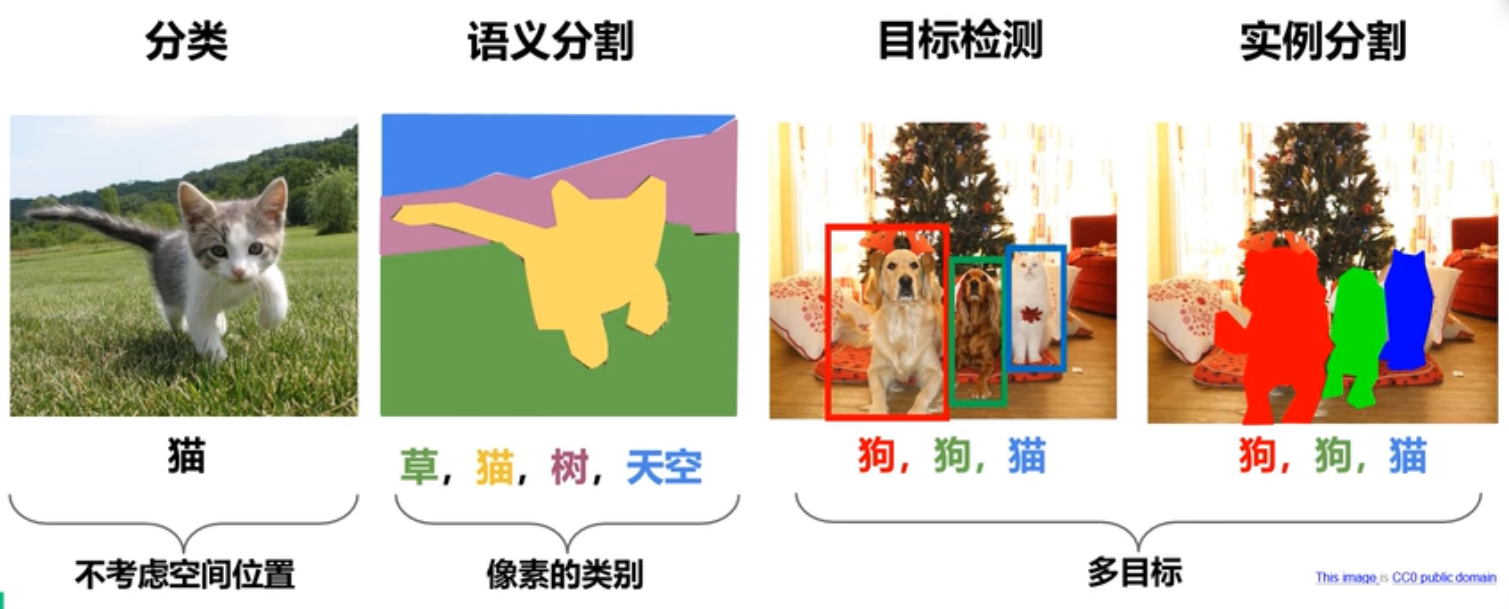 分类 语义分割 目标检测 实例分割
猫 草, 猫, 树, 天空 狗, 狗, 猫 狗, 狗, 猫
不考虑空间位置 像素的类别 多目标
This image is CC0 public domain